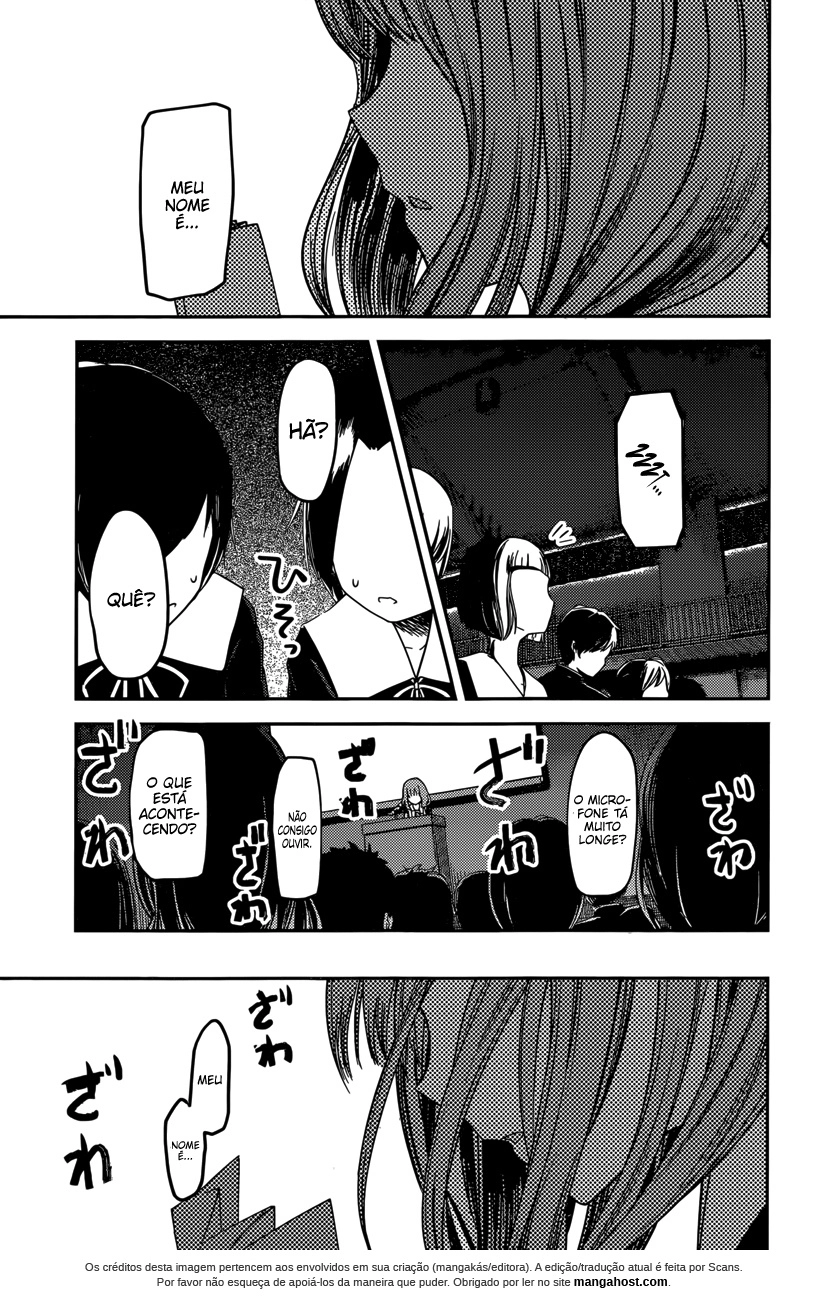 MEU
NOME
É...
ZZZT
...
HÃ?
ひそっ
QUÊ?
O MICRO-
FONE TÁ
MUITO
LONGE?
ざわ
ざわ
ざわ
NÃO
CONSIGO
OUVIR.
ざわ
O QUE
ESTÁ
ACONTE-
CENDO?
ざわ
ざわ
MEU
NOME
É...
ざわ
Os créditos desta imagem pertencem aos envolvidos em sua criação (mangakás/editora). A edição/tradução atual é feita por Scans.
Por favor não esqueça de apoiá-los da maneira que puder. Obrigado por ler no site mangahost.com.